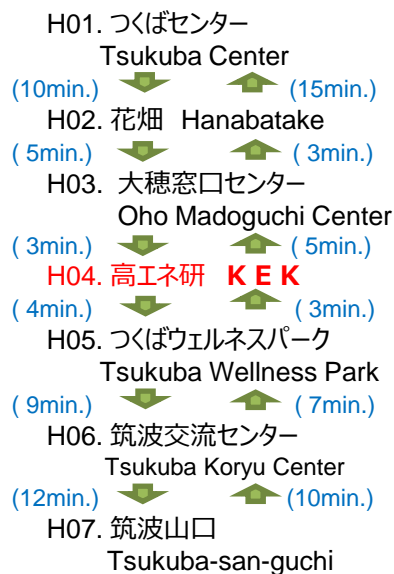 H01. つくばセンター
Tsukuba Center
(10min.) (15min.)
H02. 花畑 Hanabatake
( 5min.) ( 3min.)
H03. 大穂窓口センター
Oho Madoguchi Center
( 3min.) ( 5min.)
H04. 高エネ研 K E K
( 4min.) ( 3min.)
H05. つくばウェルネスパーク
Tsukuba Wellness Park
( 9min.) ( 7min.)
H06. 筑波交流センター
Tsukuba Koryu Center
(12min.) (10min.)
H07. 筑波山口
Tsukuba-san-guchi